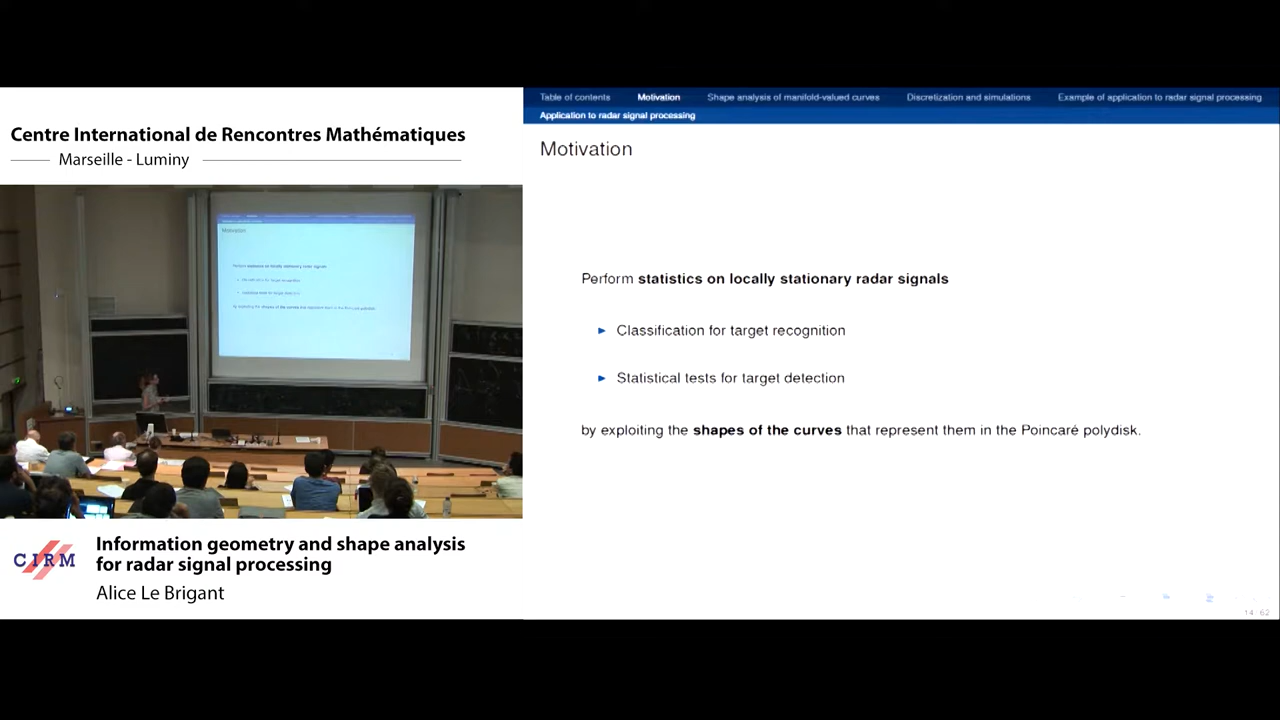 Centre International de Rencontres Mathématiques
Marseille - Luminy
CIRM
Information geometry and shape analysis
for radar signal processing
Alice Le Brigant
Table of contents Motivation Shape analysis of manifold-valued curves Discretization and simulations Example of application to radar signal processing
Application to radar signal processing
Motivation
Perform statistics on locally stationary radar signals
Classification for target recognition
Statistical tests for target detection
by exploiting the shapes of the curves that represent them in the Poincaré polydisk.
14 62